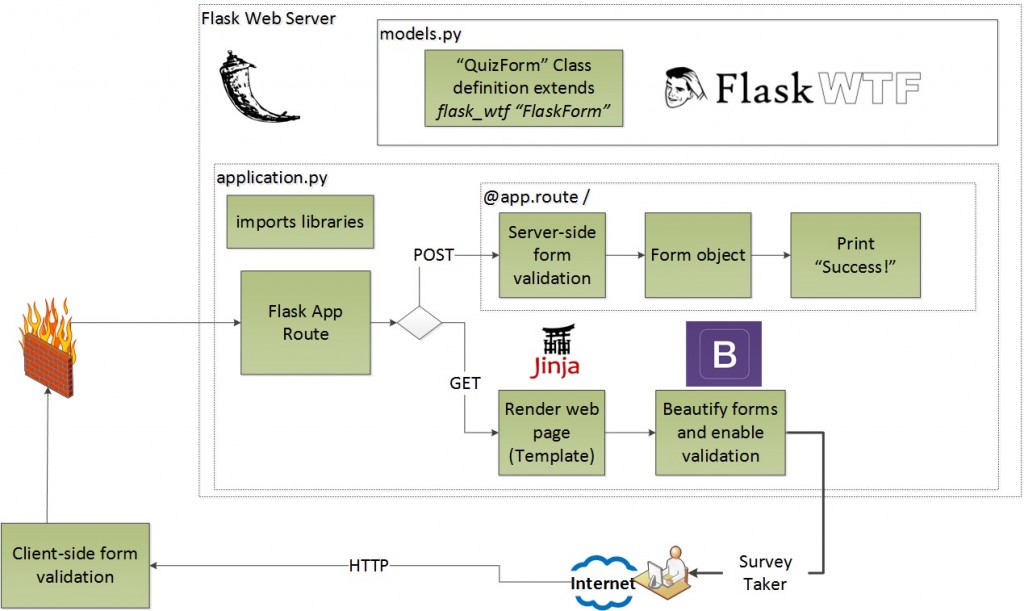 Flask Web Server
models.py
“QuizForm” Class
definition extends
flask_wtf “FlaskForm”
Flask WTF
application.py
imports libraries
@app.route /
POST
Server-side
form
validation
Form object
Print
“Success!”
Flask App
Route
Jinja
B
GET
Render web
page
(Template)
Beautify forms
and enable
validation
Client-side form
validation
HTTP
Internet
Survey
Taker